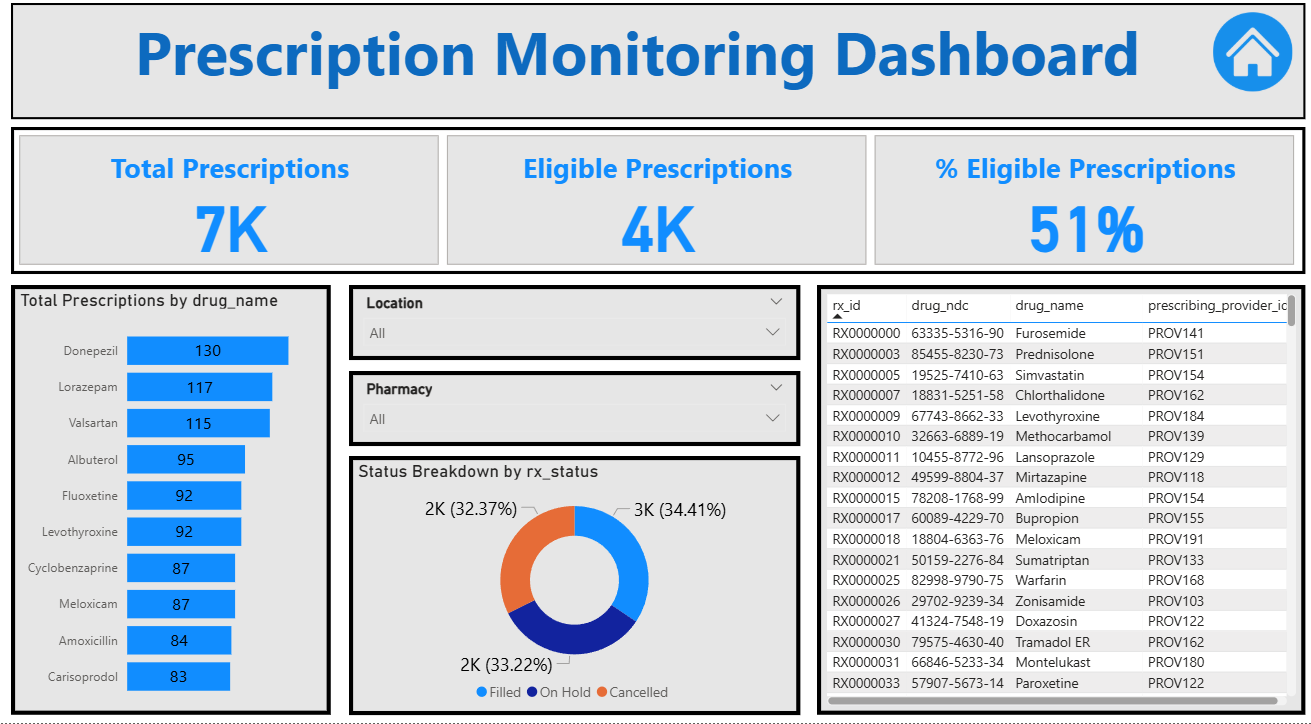 Prescription Monitoring Dashboard
Total Prescriptions
7K
Eligible Prescriptions
4K
% Eligible Prescriptions
51%
Total Prescriptions by drug_name
Donepezil 130
Lorazepam 117
Valsartan 115
Albuterol 95
Fluoxetine 92
Levothyroxine 92
Cyclobenzaprine 87
Meloxicam 87
Amoxicillin 84
Carisoprodol 83
Location
All
Pharmacy
All
Status Breakdown by rx_status
2K (32.37%) 3K (34.41%)
2K (33.22%)
Filled On Hold Cancelled
rx_id drug_ndc drug_name prescribing_provider_id
RX0000000 63335-5316-90 Furosemide PROV141
RX0000003 85455-8230-73 Prednisolone PROV151
RX0000005 19525-7410-63 Simvastatin PROV154
RX0000007 18831-5251-58 Chlorthalidone PROV162
RX0000009 67743-8662-33 Levothyroxine PROV184
RX0000010 32663-6889-19 Methocarbamol PROV139
RX0000011 10455-8772-96 Lansoprazole PROV129
RX0000012 49599-8804-37 Mirtazapine PROV118
RX0000015 78208-1768-99 Amlodipine PROV154
RX0000017 60089-4229-70 Bupropion PROV155
RX0000018 18804-6363-76 Meloxicam PROV191
RX0000021 50159-2276-84 Sumatriptan PROV133
RX0000025 82998-9790-75 Warfarin PROV168
RX0000026 29702-9239-34 Zonisamide PROV103
RX0000027 41324-7548-19 Doxazosin PROV122
RX0000030 79575-4630-40 Tramadol ER PROV162
RX0000031 66846-5233-34 Montelukast PROV180
RX0000033 57907-5673-14 Paroxetine PROV122